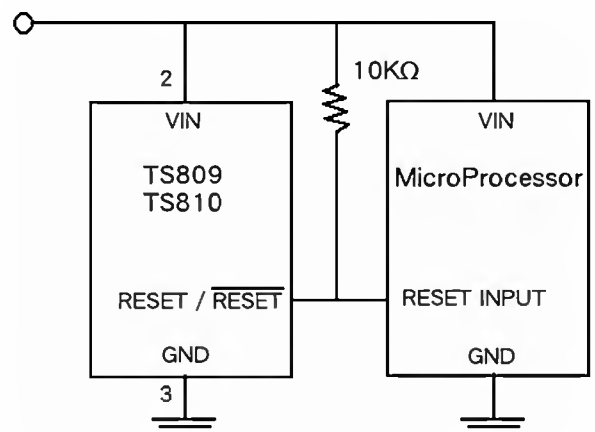 10KΩ
2
VIN
VIN
TS809
TS810
MicroProcessor
RESET / RESET
RESET INPUT
GND
GND
3